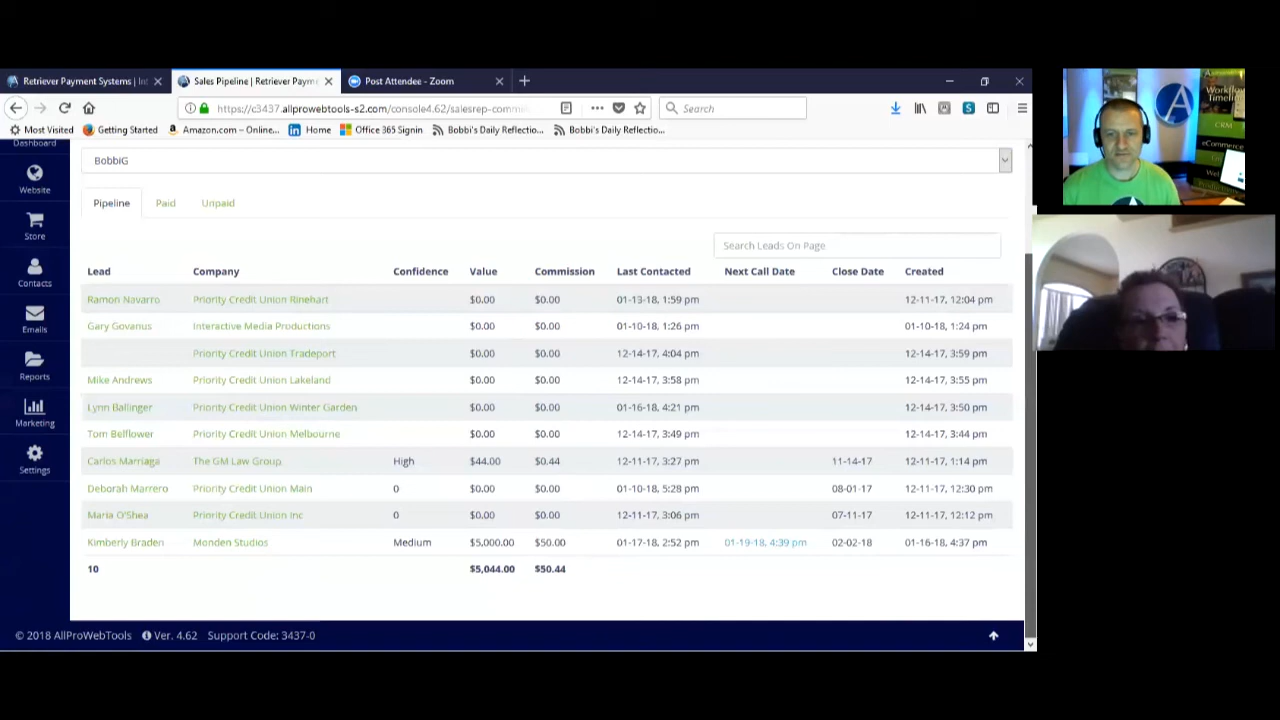 Retriever Payment Systems | Int
Sales Pipeline | Retriever Paym
Post Attendee - Zoom
https://c3437.allprowebtools-s2.com/console4.62/salesrep-comm
Search
Most Visited
Getting Started
Amazon.com – Online...
Home
Office 365 Signin
Bobbi's Daily Reflectio...
Bobbi's Daily Reflectio...
Dashboard
Website
Store
Contacts
Emails
Reports
Marketing
Settings
BobbiG
Pipeline Paid Unpaid
Search Leads On Page
Lead Company Confidence Value Commission Last Contacted Next Call Date Close Date Created
Ramon Navarro Priority Credit Union Rinehart $0.00 $0.00 01-13-18, 1:59 pm 12-11-17, 12:04 pm
Gary Govanus Interactive Media Productions $0.00 $0.00 01-10-18, 1:26 pm 01-10-18, 1:24 pm
Priority Credit Union Tradeport $0.00 $0.00 12-14-17, 4:04 pm 12-14-17, 3:59 pm
Mike Andrews Priority Credit Union Lakeland $0.00 $0.00 12-14-17, 3:58 pm 12-14-17, 3:55 pm
Lynn Ballinger Priority Credit Union Winter Garden $0.00 $0.00 01-16-18, 4:21 pm 12-14-17, 3:50 pm
Tom Belflower Priority Credit Union Melbourne $0.00 $0.00 12-14-17, 3:49 pm 12-14-17, 3:44 pm
Carlos Marriaga The GM Law Group. High $44.00 $0.44 12-11-17, 3:27 pm 11-14-17 12-11-17, 1:14 pm
Deborah Marrero Priority Credit Union Main 0 $0.00 $0.00 01-10-18, 5:28 pm 08-01-17 12-11-17, 12:30 pm
Maria O'Shea Priority Credit Union Inc 0 $0.00 $0.00 12-11-17, 3:06 pm 07-11-17 12-11-17, 12:12 pm
Kimberly Braden Monden Studios Medium $5,000.00 $50.00 01-17-18, 2:52 pm 01-19-18, 4:39 pm 02-02-18 01-16-18, 4:37 pm
10 $5,044.00 $50.44
© 2018 AllProWebTools Ver. 4.62 Support Code: 3437-0
Workflow
Timeline
CRM
eCommerce